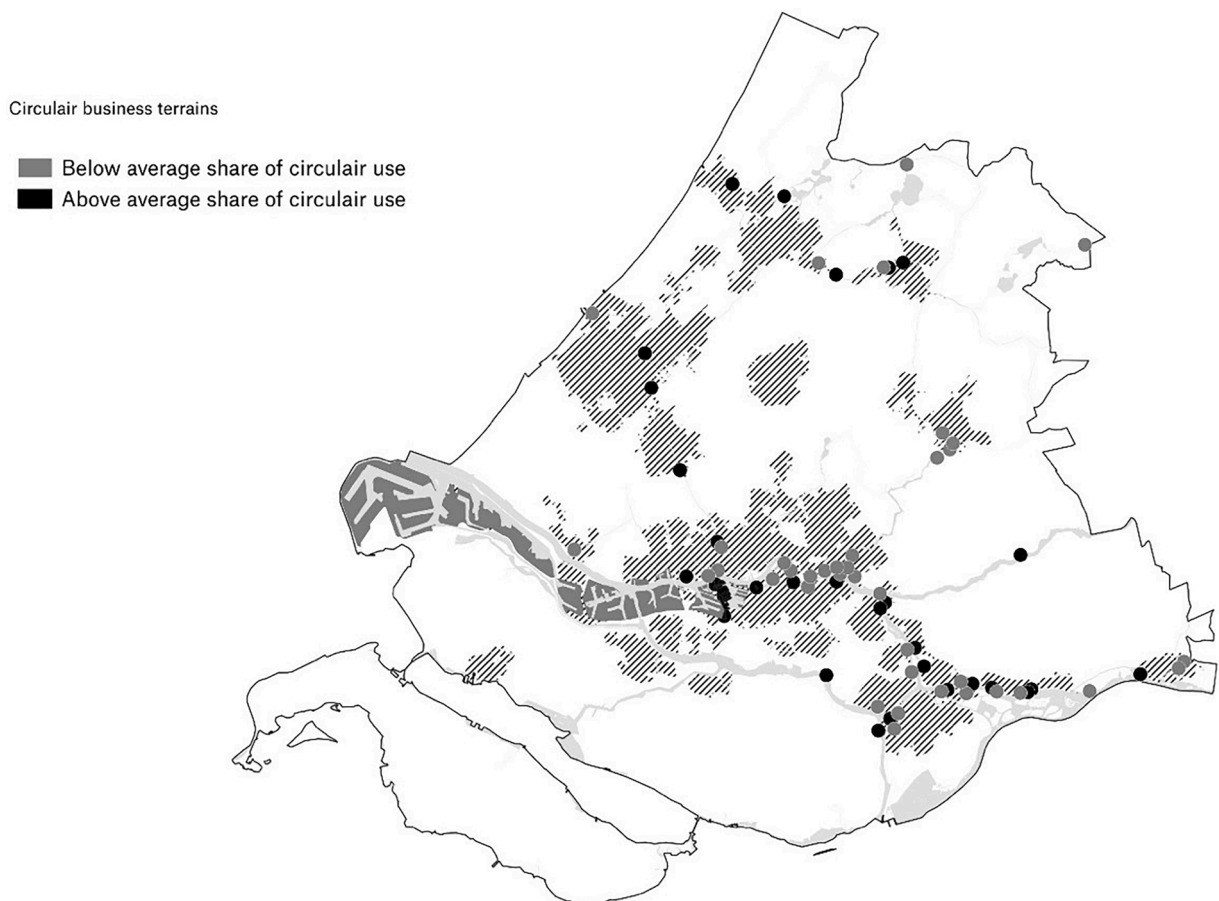 Circulair business terrains
Below average share of circulair use
Above average share of circulair use